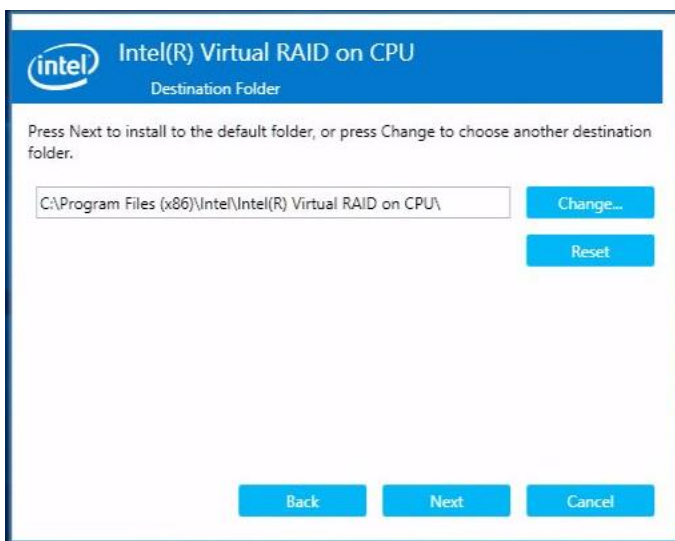 intel
Intel(R) Virtual RAID on CPU
Destination Folder
Press Next to install to the default folder, or press Change to choose another destination
folder.
C:\Program Files (x86)\Intel\Intel(R) Virtual RAID on CPU\
Change...
Reset
Back
Next
Cancel